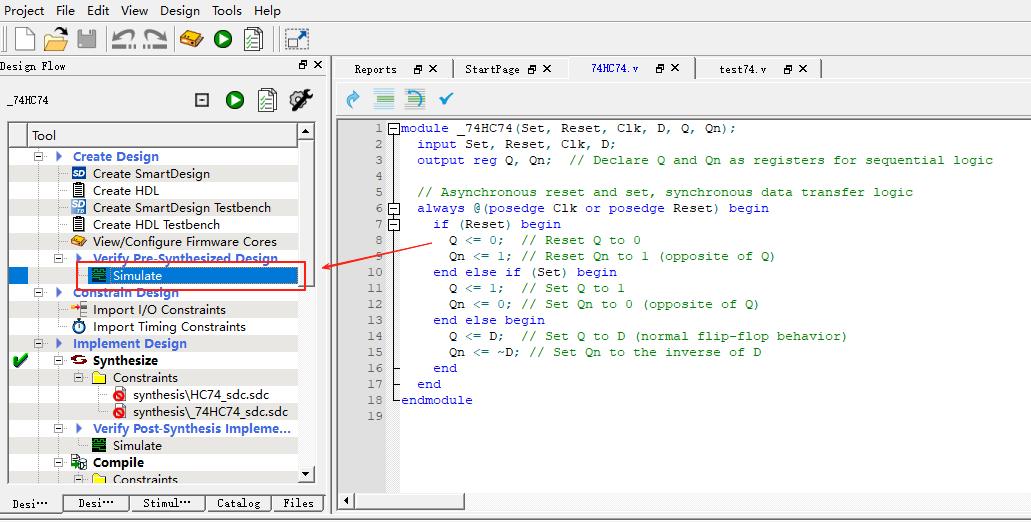 Project File Edit View Design Tools Help
Design Flow
_74HC74
Tool
Create Design
Create SmartDesign
Create HDL
Create SmartDesign Testbench
Create HDL Testbench
View/Configure Firmware Cores
Verify Pre-Synthesized Design
Simulate
Constrain Design
Import I/O Constraints
Import Timing Constraints
Implement Design
Synthesize
Constraints
synthesis\HC74_sdc.sdc
synthesis\_74HC74_sdc.sdc
Verify Post-Synthesis Impleme...
Simulate
Compile
Constraints
Desi... Desi... Stimul... Catalog Files
Reports StartPage 74HC74.v test74.v
1 module _74HC74(Set, Reset, Clk, D, Q, Qn);
2 input Set, Reset, Clk, D;
3 output reg Q, Qn; // Declare Q and Qn as registers for sequential logic
4
5 // Asynchronous reset and set, synchronous data transfer logic
6 always @(posedge Clk or posedge Reset) begin
7 if (Reset) begin
8 Q <= 0; // Reset Q to 0
9 Qn <= 1; // Reset Qn to 1 (opposite of Q)
10 end else if (Set) begin
11 Q <= 1; // Set Q to 1
12 Qn <= 0; // Set Qn to 0 (opposite of Q)
13 end else begin
14 Q <= D; // Set Q to D (normal flip-flop behavior)
15 Qn <= ~D; // Set Qn to the inverse of D
16 end
17 end
18 endmodule
19